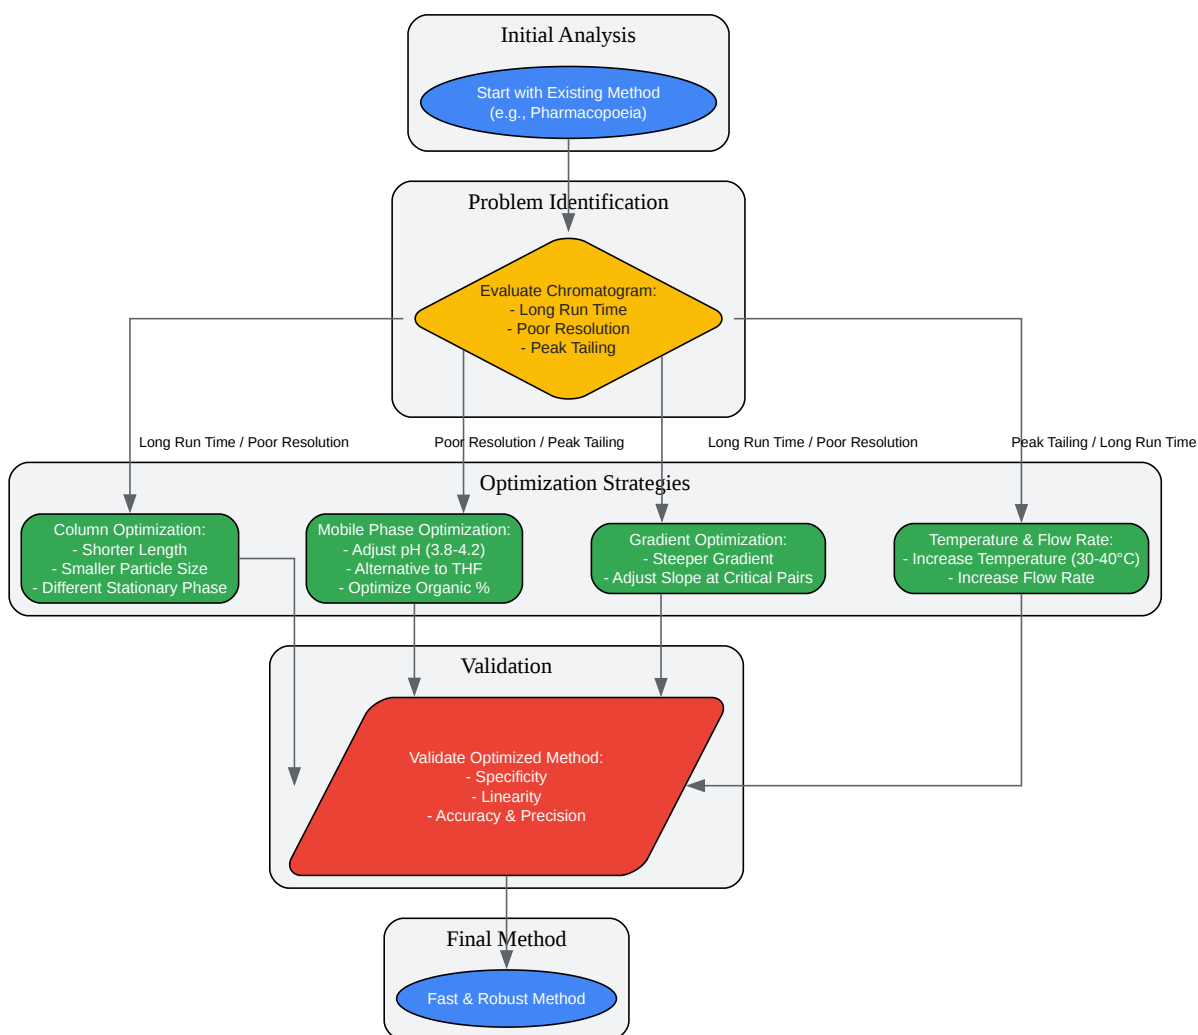 Initial Analysis
Start with Existing Method
(e.g., Pharmacopoeia)
Problem Identification
Evaluate Chromatogram:
- Long Run Time
- Poor Resolution
- Peak Tailing
Long Run Time / Poor Resolution
Poor Resolution / Peak Tailing
Long Run Time / Poor Resolution
Peak Tailing / Long Run Time
Optimization Strategies
Column Optimization:
- Shorter Length
- Smaller Particle Size
- Different Stationary Phase
Mobile Phase Optimization:
- Adjust pH (3.8-4.2)
- Alternative to THF
- Optimize Organic %
Gradient Optimization:
- Steeper Gradient
- Adjust Slope at Critical Pairs
Temperature & Flow Rate:
- Increase Temperature (30-40°C)
- Increase Flow Rate
Validation
Validate Optimized Method:
- Specificity
- Linearity
- Accuracy & Precision
Final Method
Fast & Robust Method